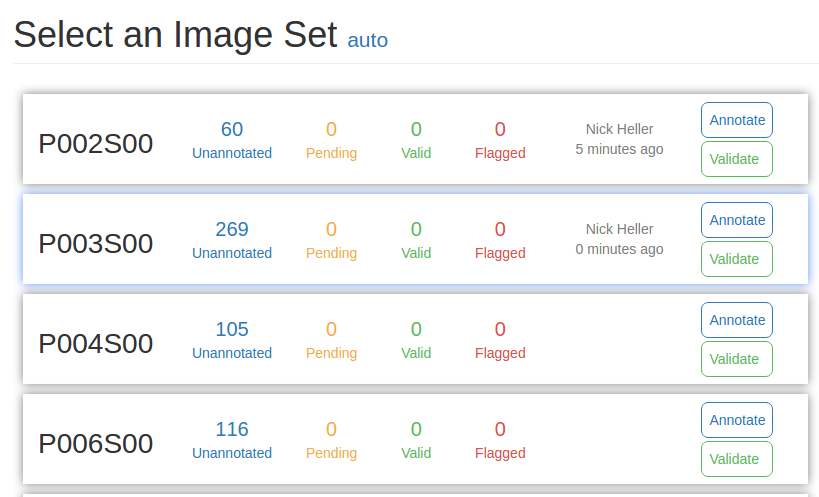 Select an Image Set auto
P002S00
60
Unannotated
0
Pending
0
Valid
0
Flagged
Nick Heller
5 minutes ago
Annotate
Validate
P003S00
269
Unannotated
0
Pending
0
Valid
0
Flagged
Nick Heller
0 minutes ago
Annotate
Validate
P004S00
105
Unannotated
0
Pending
0
Valid
0
Flagged
Annotate
Validate
P006S00
116
Unannotated
0
Pending
0
Valid
0
Flagged
Annotate
Validate